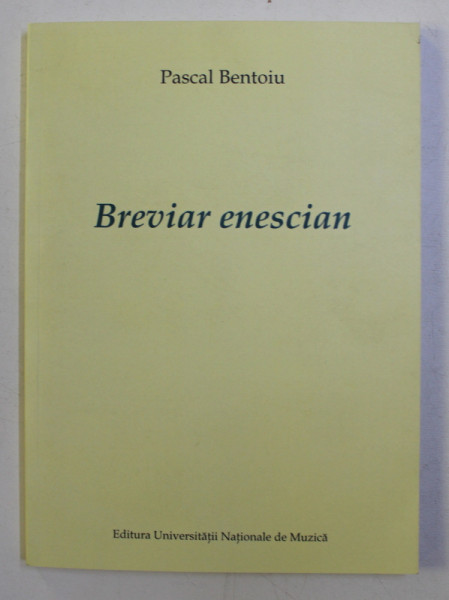 Pascal Bentoiu
Breviar enescian
Editura Universității Naționale de Muzică